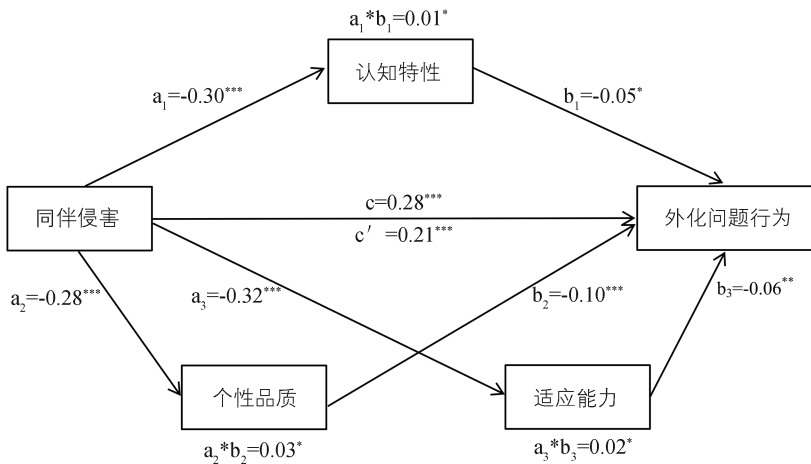 a₁*b₁=0.01*
认知特性
a₁=-0.30***
b₁=-0.05*
同伴侵害
c=0.28***
c′=0.21***
外化问题行为
a₂=-0.28***
a₃=-0.32***
b₂=-0.10***
b₃=-0.06**
个性品质
适应能力
a₂*b₂=0.03*
a₃*b₃=0.02*